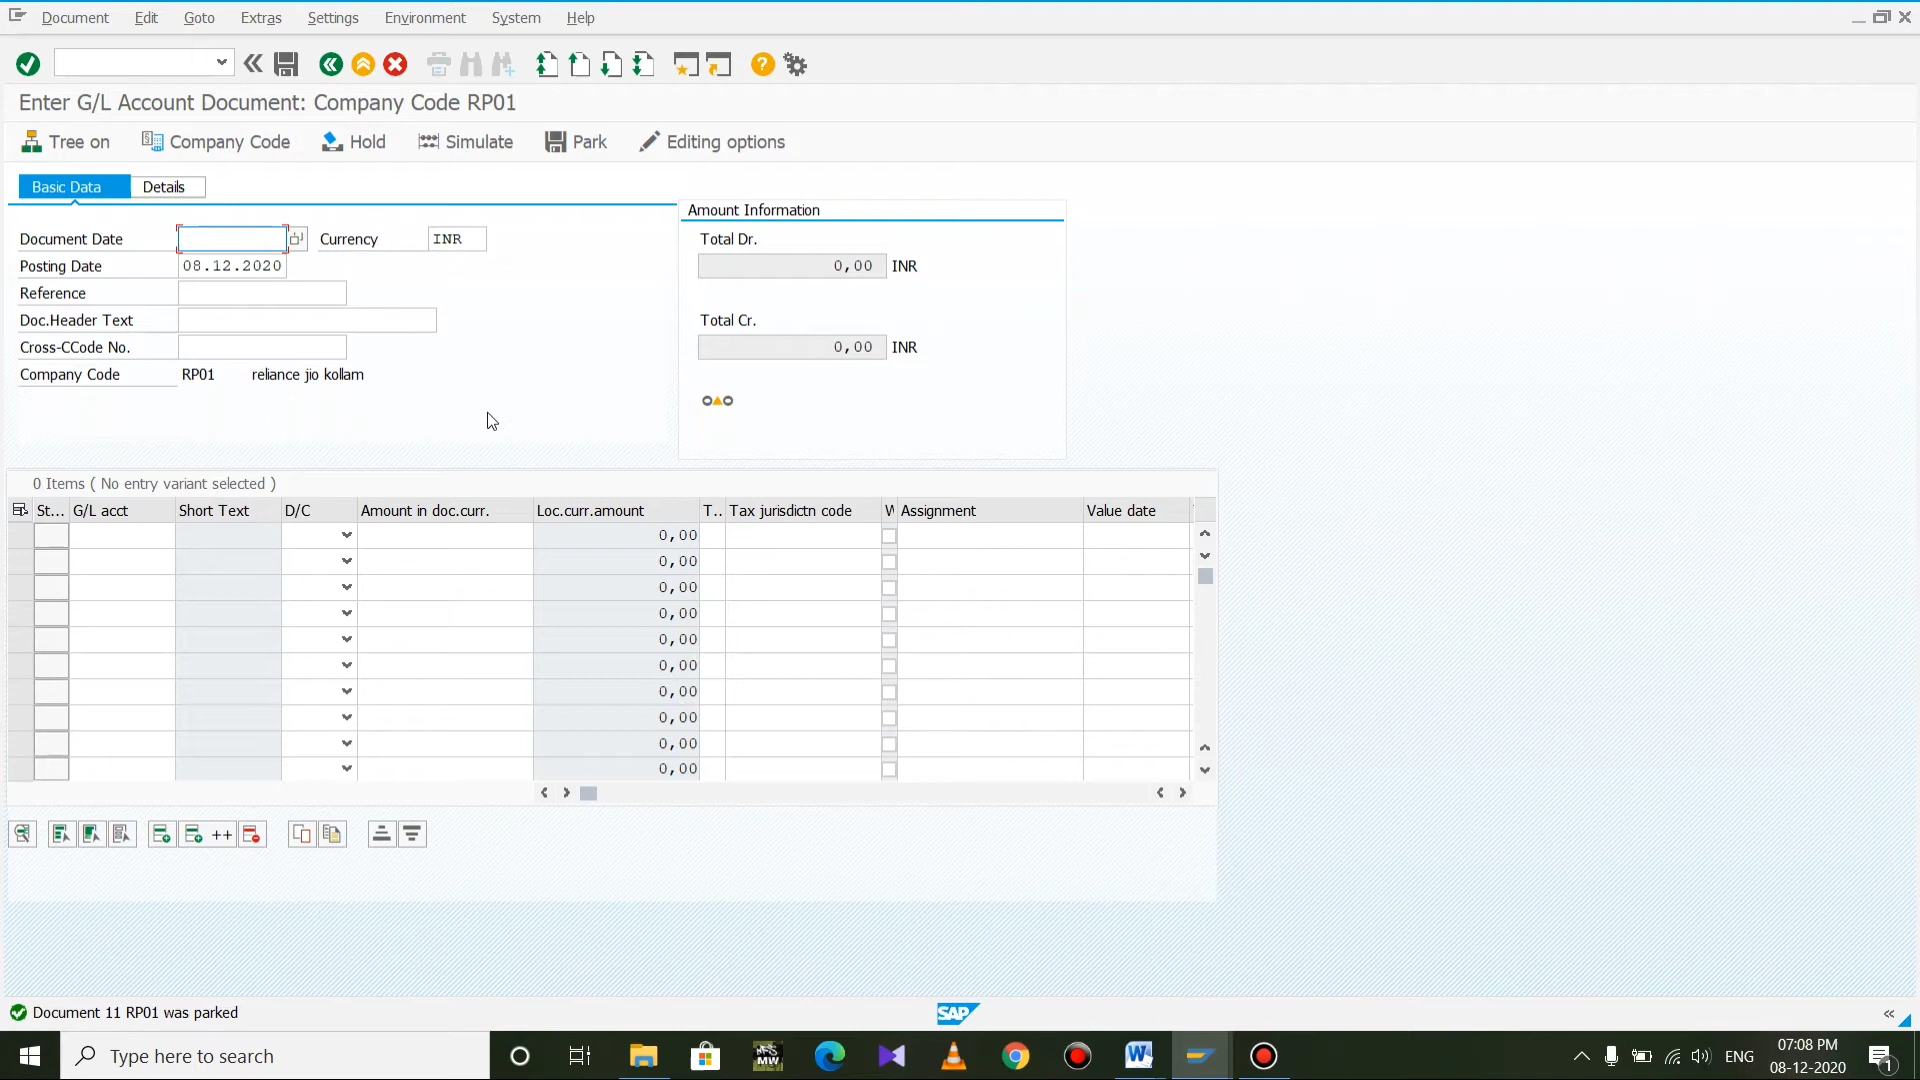 Document Edit Goto Extras Settings Environment System Help
Enter G/L Account Document: Company Code RP01
Tree on Company Code Hold Simulate Park Editing options
Basic Data Details
Amount Information
Document Date Currency INR
Total Dr.
Posting Date 08.12.2020
0,00 INR
Reference
Doc.Header Text
Total Cr.
Cross-CCode No.
0,00 INR
Company Code RP01 reliance jio kollam
0 Items ( No entry variant selected )
St... G/L acct Short Text D/C Amount in doc.curr. Loc.curr.amount T.. Tax jurisdictn code W Assignment Value date
0,00
0,00
0,00
0,00
0,00
0,00
0,00
0,00
0,00
0,00
++
Document 11 RP01 was parked
SAP
Type here to search
MW
ENG
07:08 PM
08-12-2020
1